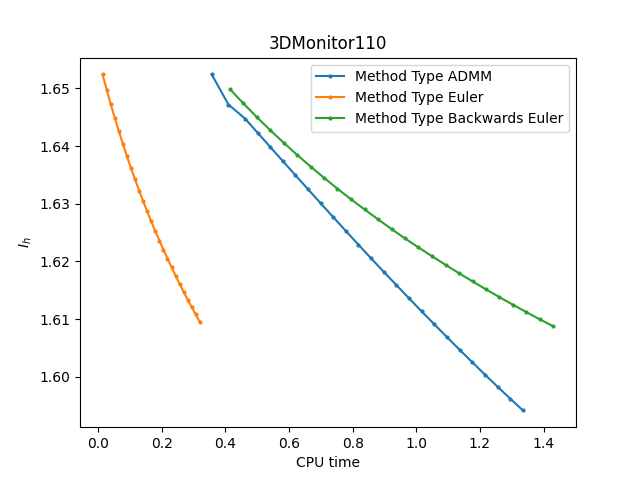 3DMonitor110
Method Type ADMM
Method Type Euler
Method Type Backwards Euler
1.65
1.64
1.63
1.62
1.61
1.60
I_h
0.0 0.2 0.4 0.6 0.8 1.0 1.2 1.4
CPU time